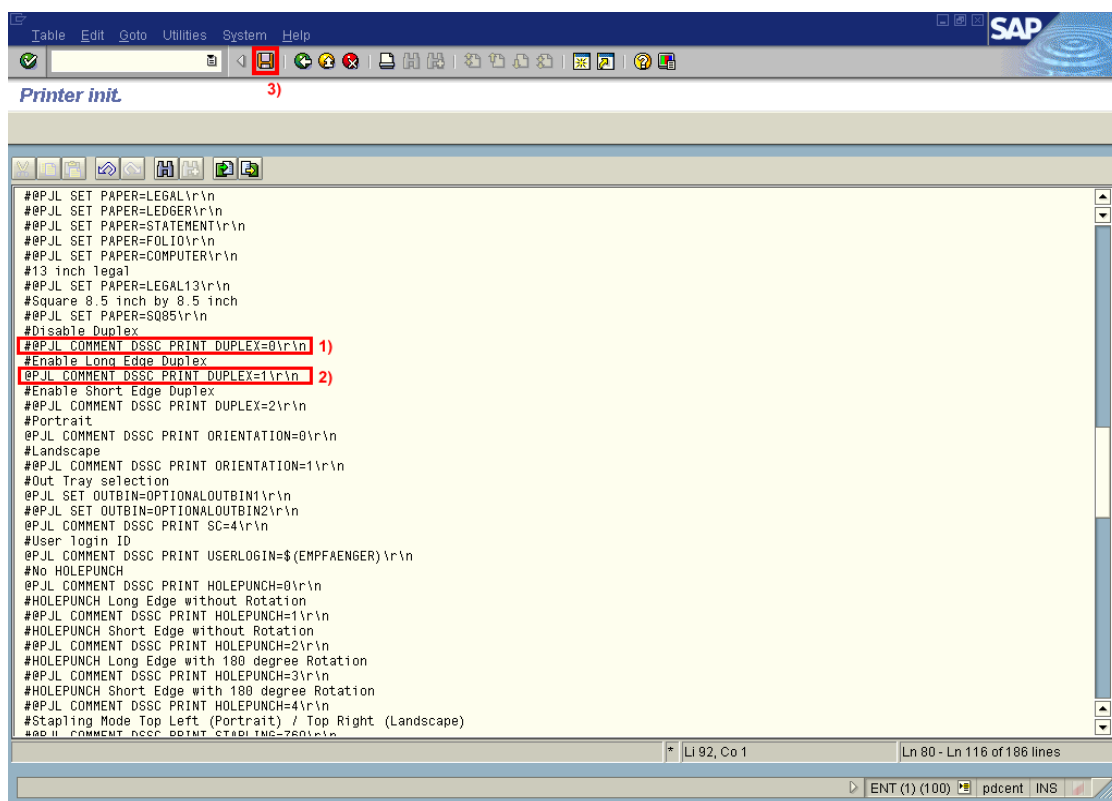 Table Edit Goto Utilities System Help
SAP
3)
Printer init.
#@PJL SET PAPER=LEGAL\r\n
#@PJL SET PAPER=LEDGER\r\n
#@PJL SET PAPER=STATEMENT\r\n
#@PJL SET PAPER=FOLIO\r\n
#@PJL SET PAPER=COMPUTER\r\n
#13 inch legal
#@PJL SET PAPER=LEGAL13\r\n
#Square 8.5 inch by 8.5 inch
#@PJL SET PAPER=SQ85\r\n
#Disable Duplex
#@PJL COMMENT DSSC PRINT DUPLEX=0\r\n 1)
#Enable Long Edge Duplex
@PJL COMMENT DSSC PRINT DUPLEX=1\r\n 2)
#Enable Short Edge Duplex
#@PJL COMMENT DSSC PRINT DUPLEX=2\r\n
#Portrait
@PJL COMMENT DSSC PRINT ORIENTATION=0\r\n
#Landscape
#@PJL COMMENT DSSC PRINT ORIENTATION=1\r\n
#Out Tray selection
@PJL SET OUTBIN=OPTIONALOUTBIN1\r\n
#@PJL SET OUTBIN=OPTIONALOUTBIN2\r\n
@PJL COMMENT DSSC PRINT SC=4\r\n
#User login ID
@PJL COMMENT DSSC PRINT USERLOGIN=$(EMPFAENGER)\r\n
#No HOLEPUNCH
@PJL COMMENT DSSC PRINT HOLEPUNCH=0\r\n
#HOLEPUNCH Long Edge without Rotation
#@PJL COMMENT DSSC PRINT HOLEPUNCH=1\r\n
#HOLEPUNCH Short Edge without Rotation
#@PJL COMMENT DSSC PRINT HOLEPUNCH=2\r\n
#HOLEPUNCH Long Edge with 180 degree Rotation
#@PJL COMMENT DSSC PRINT HOLEPUNCH=3\r\n
#HOLEPUNCH Short Edge with 180 degree Rotation
#@PJL COMMENT DSSC PRINT HOLEPUNCH=4\r\n
#Stapling Mode Top Left (Portrait) / Top Right (Landscape)
#@PJL COMMENT DSSC PRINT STAPLING=760\r\n
* Li 92, Co 1 Ln 80 - Ln 116 of 186 lines
ENT (1) (100) pdcent INS